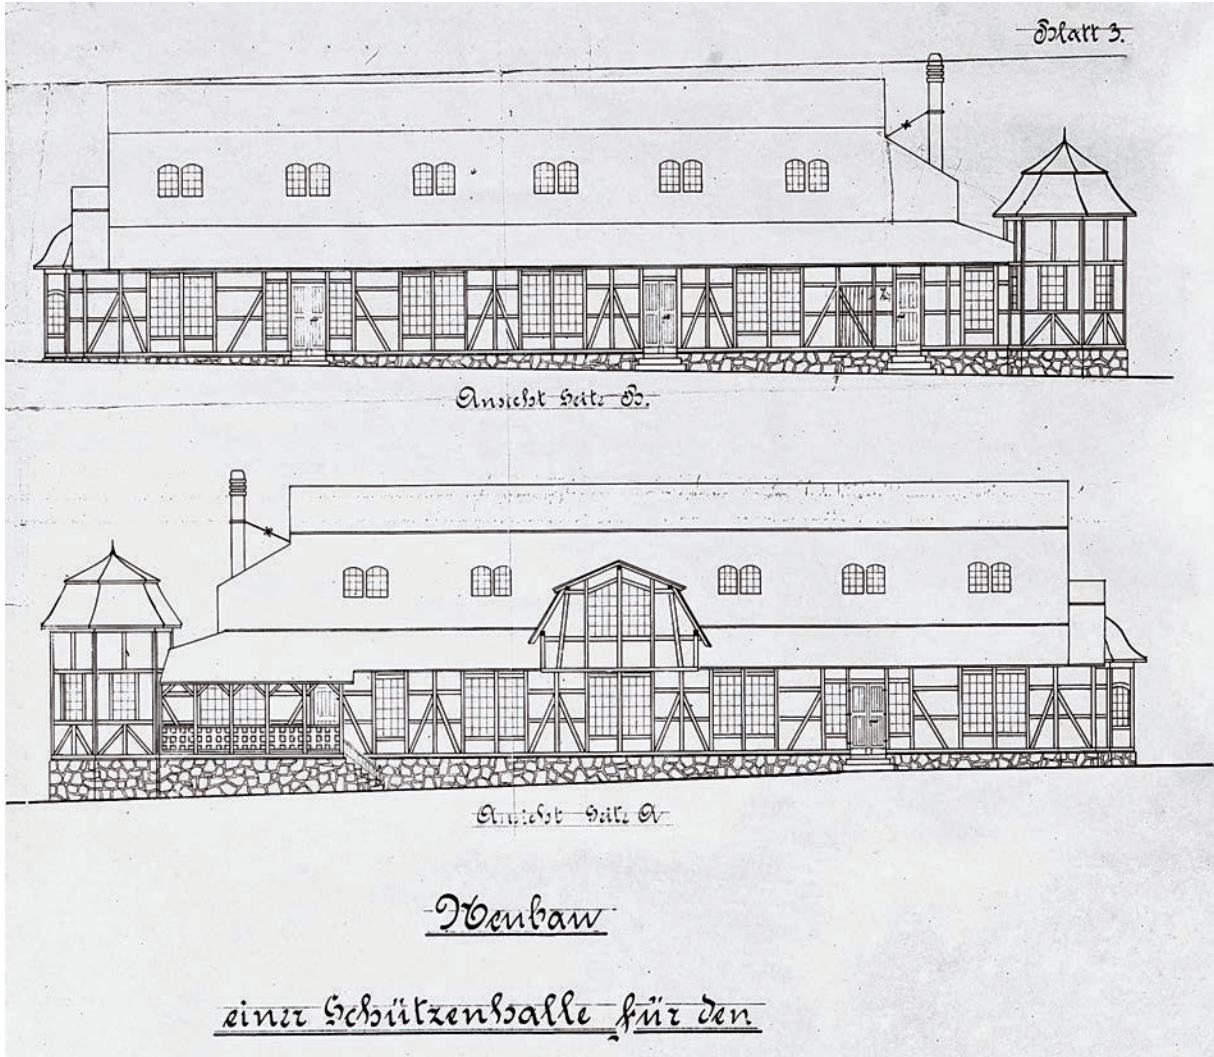 Blatt 3.
Ansicht Seite B.
Ansicht Seite A
Neubau
einer Schützenhalle für den